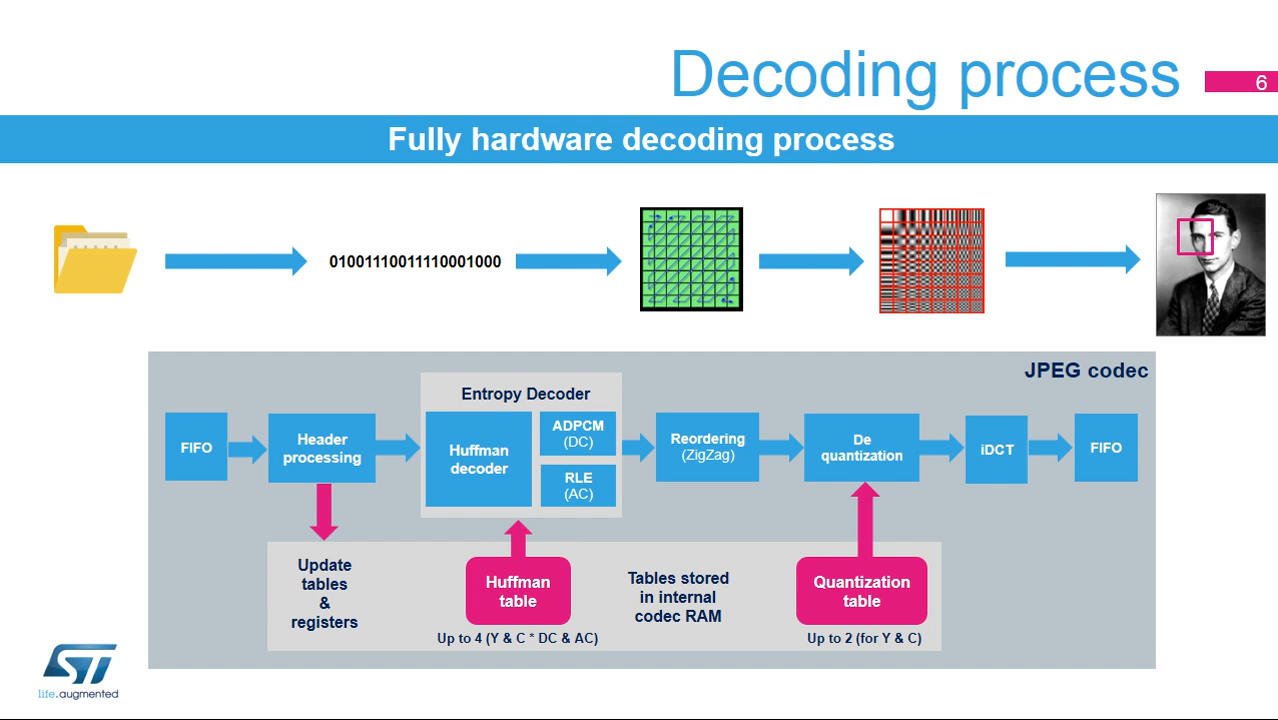 Decoding process
6
Fully hardware decoding process
01001110011110001000
JPEG codec
FIFO
Header
processing
Entropy Decoder
Huffman
decoder
ADPCM
(DC)
RLE
(AC)
Reordering
(ZigZag)
De
quantization
iDCT
FIFO
Update
tables
&
registers
Huffman
table
Up to 4 (Y & C * DC & AC)
Tables stored
in internal
codec RAM
Quantization
table
Up to 2 (for Y & C)
ST
life.augmented